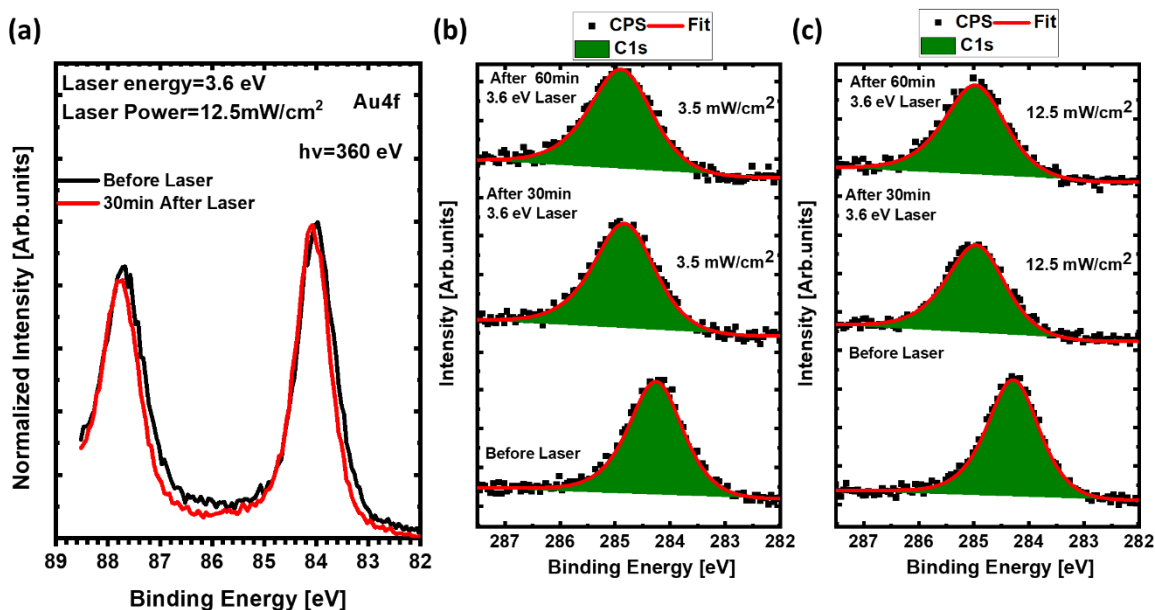 (a)
Laser energy=3.6 eV
Laser Power=12.5mW/cm²
Au4f
hν=360 eV
Before Laser
30min After Laser
Normalized Intensity [Arb.units]
89 88 87 86 85 84 83 82
Binding Energy [eV]
(b)
CPS Fit
C1s
After 60min
3.6 eV Laser
3.5 mW/cm²
After 30min
3.6 eV Laser
3.5 mW/cm²
Before Laser
Intensity [Arb.units]
287 286 285 284 283 282
Binding Energy [eV]
(c)
CPS Fit
C1s
After 60min
3.6 eV Laser
12.5 mW/cm²
After 30min
3.6 eV Laser
12.5 mW/cm²
Before Laser
Intensity [Arb.units]
287 286 285 284 283 282
Binding Energy [eV]